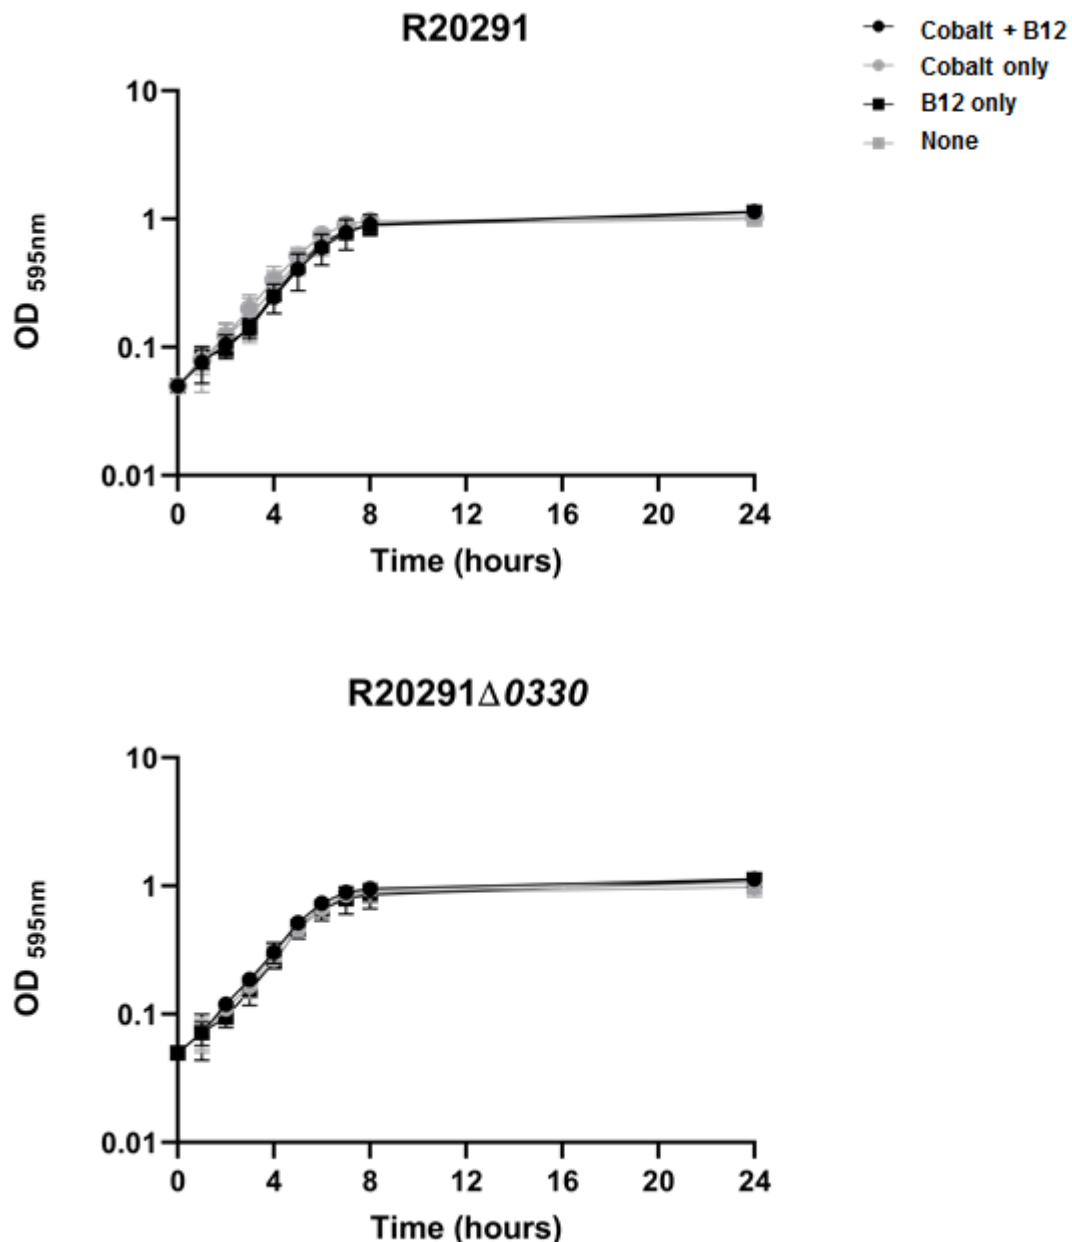 R20291
Cobalt + B12
Cobalt only
B12 only
None
10
1
0.1
0.01
OD 595nm
0 4 8 12 16 20 24
Time (hours)
R20291Δ0330
10
1
0.1
0.01
OD 595nm
0 4 8 12 16 20 24
Time (hours)